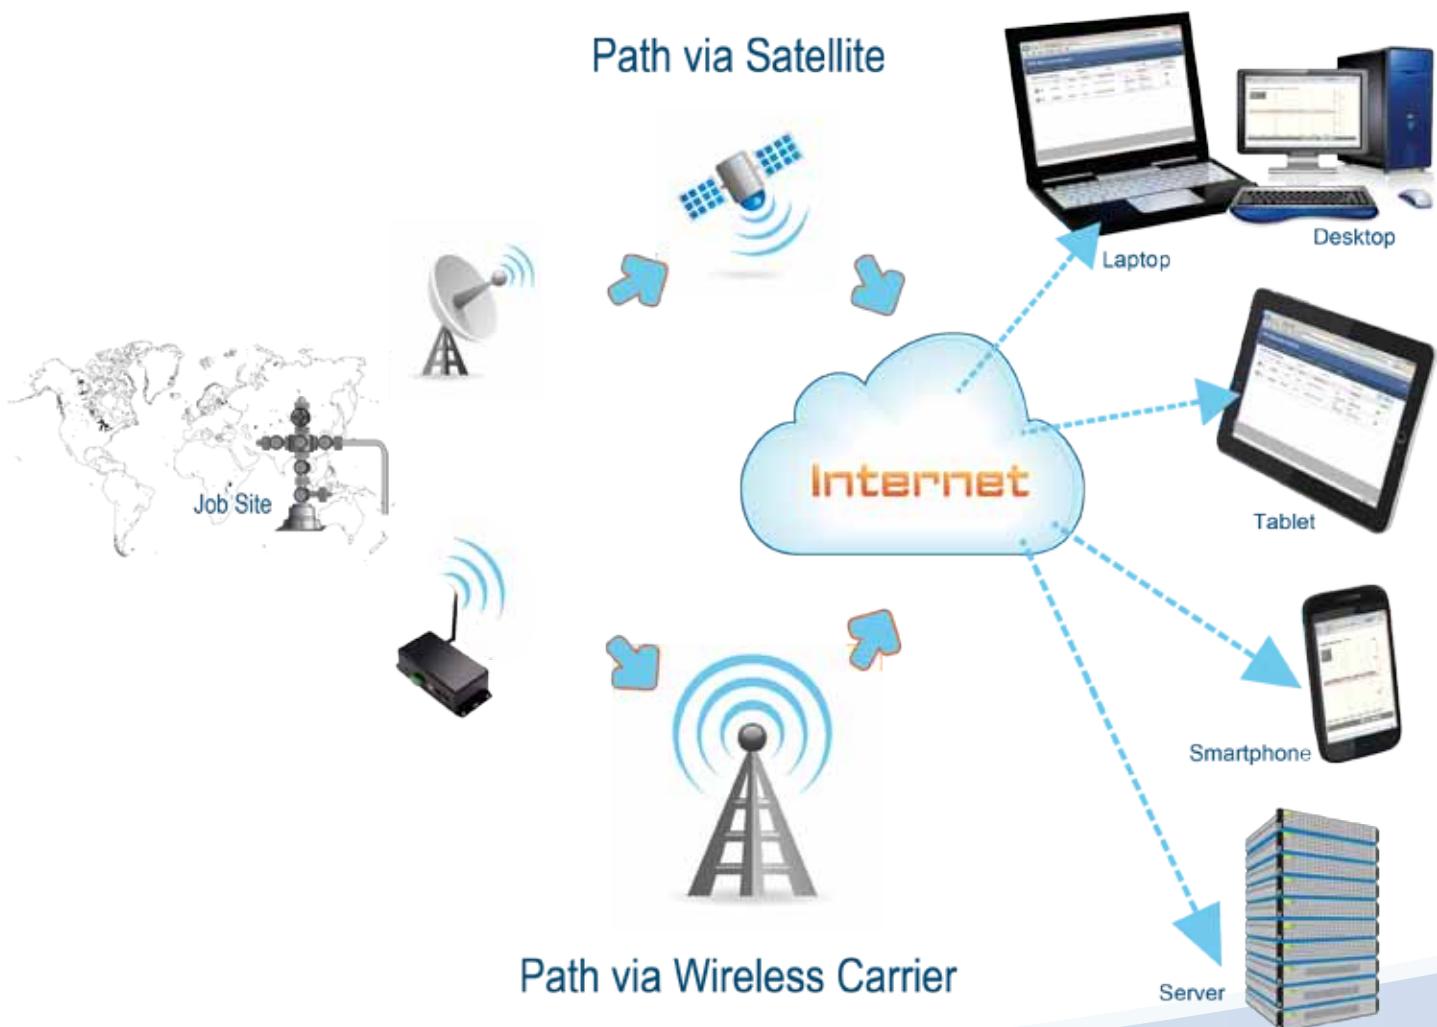 Path via Satellite
Desktop
Laptop
Internet
Job Site
Tablet
Smartphone
Path via Wireless Carrier
Server